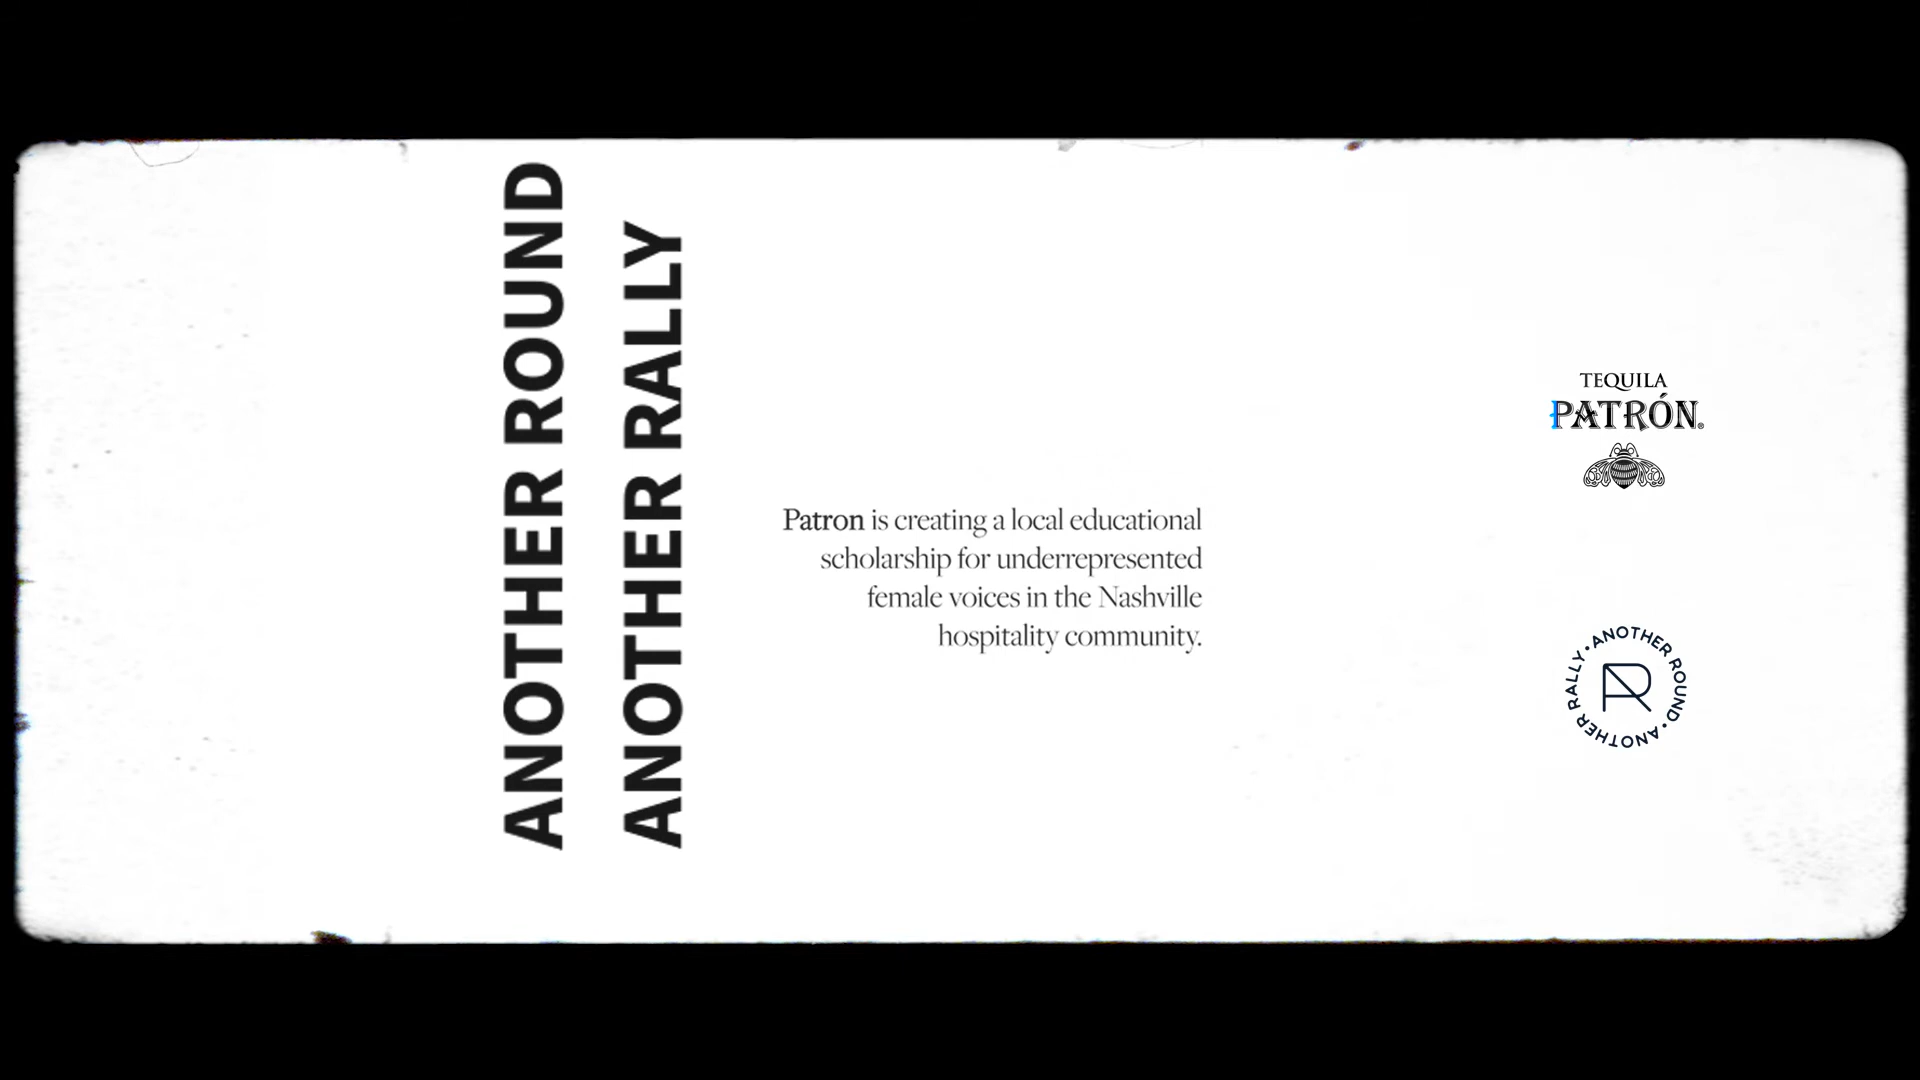 ANOTHER ROUND
ANOTHER RALLY
Patron is creating a local educational
scholarship for underrepresented
female voices in the Nashville
hospitality community.
TEQUILA
PATRÓN®
ANOTHER ROUND • ANOTHER RALLY •
R